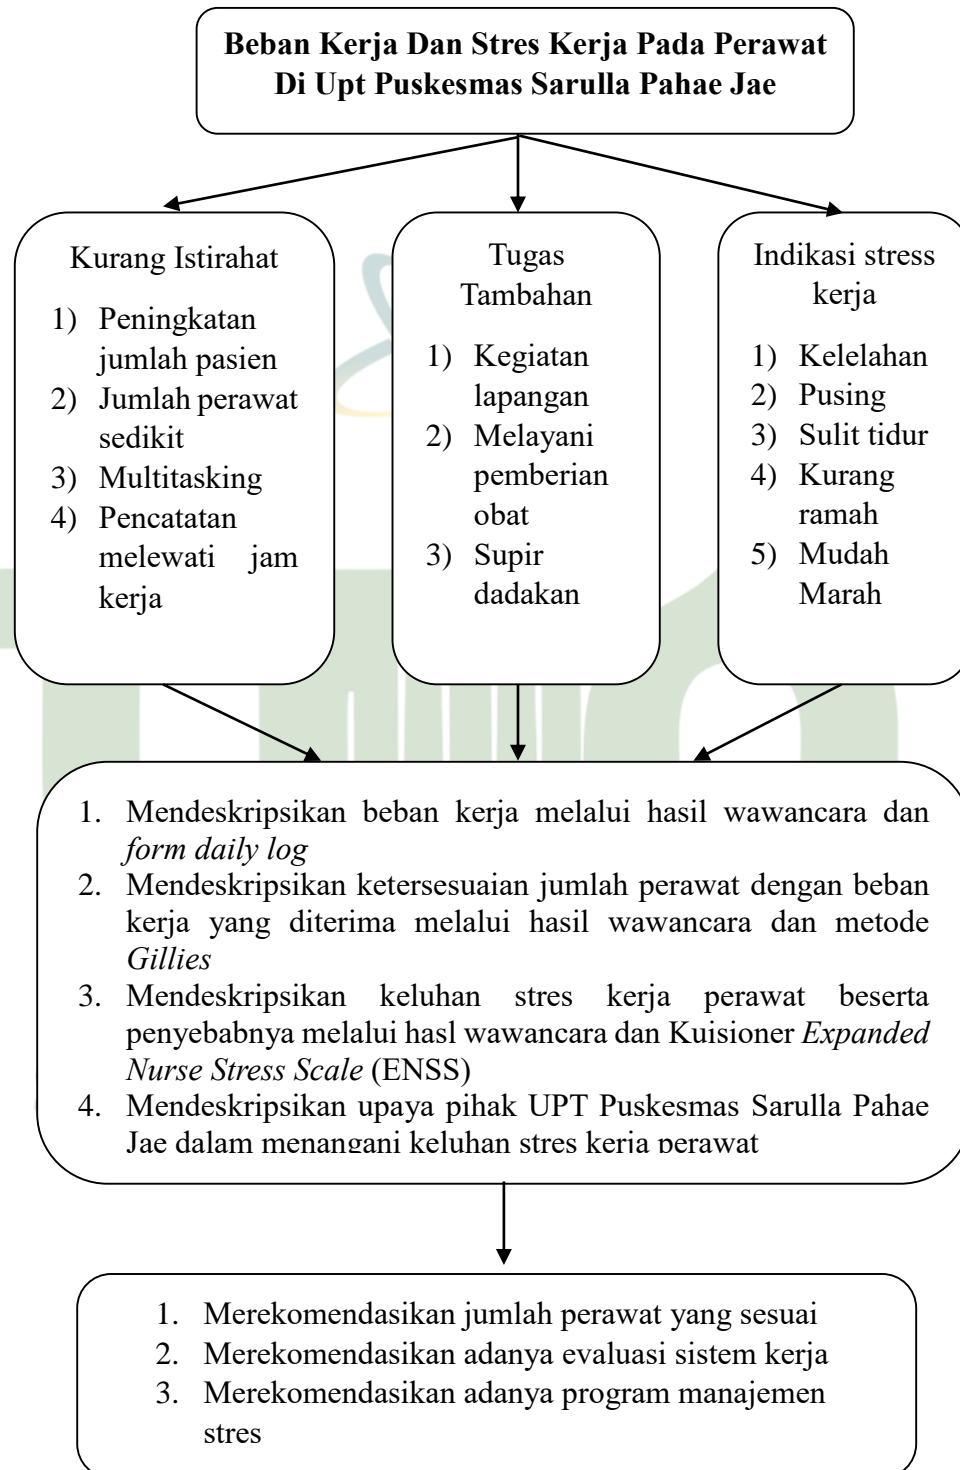 Beban Kerja Dan Stres Kerja Pada Perawat
Di Upt Puskesmas Sarulla Pahae Jae
Kurang Istirahat
1) Peningkatan
jumlah pasien
2) Jumlah perawat
sedikit
3) Multitasking
4) Pencatatan
melewati jam
kerja
Tugas
Tambahan
1) Kegiatan
lapangan
2) Melayani
pemberian
obat
3) Supir
dadakan
Indikasi stress
kerja
1) Kelelahan
2) Pusing
3) Sulit tidur
4) Kurang
ramah
5) Mudah
Marah
1. Mendeskripsikan beban kerja melalui hasil wawancara dan
form daily log
2. Mendeskripsikan ketersesuaian jumlah perawat dengan beban
kerja yang diterima melalui hasil wawancara dan metode
Gillies
3. Mendeskripsikan keluhan stres kerja perawat beserta
penyebabnya melalui hasl wawancara dan Kuisioner Expanded
Nurse Stress Scale (ENSS)
4. Mendeskripsikan upaya pihak UPT Puskesmas Sarulla Pahae
Jae dalam menangani keluhan stres kerja perawat
1. Merekomendasikan jumlah perawat yang sesuai
2. Merekomendasikan adanya evaluasi sistem kerja
3. Merekomendasikan adanya program manajemen
stres